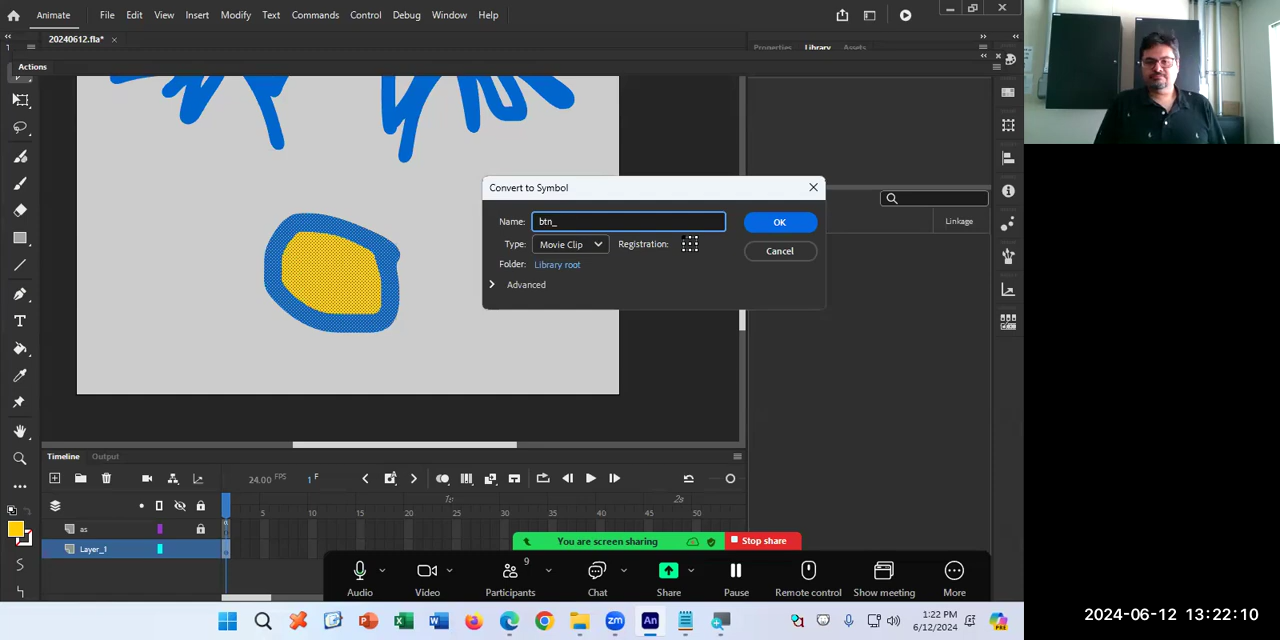 Animate File Edit View Insert Modify Text Commands Control Debug Window Help
20240612.fla* ×
Properties Library Assets
Actions
Convert to Symbol
Name: btn_ OK
Type: Movie Clip Registration: Cancel
Folder: Library root
Advanced
Linkage
Timeline Output
24.00 FPS 1 F
1s 2s
5 10 15 20 25 30 35 40 45 50
as
Layer_1
You are screen sharing Stop share
9
Audio Video Participants Chat Share Pause Remote control Show meeting More
1:22 PM
6/12/2024
2024-06-12 13:22:10